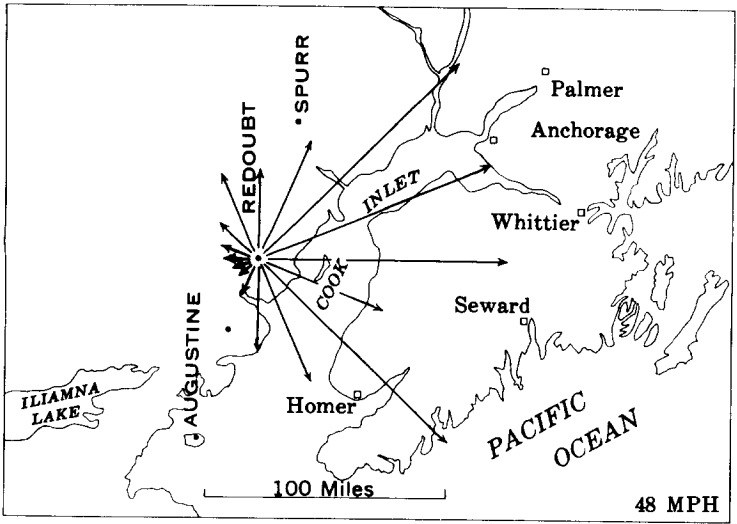 SPURR
REDOUBT
Palmer
Anchorage
INLET
Whittier
COOK
Seward
AUGUSTINE
ILIAMNA
LAKE
Homer
PACIFIC
OCEAN
100 Miles
48 MPH